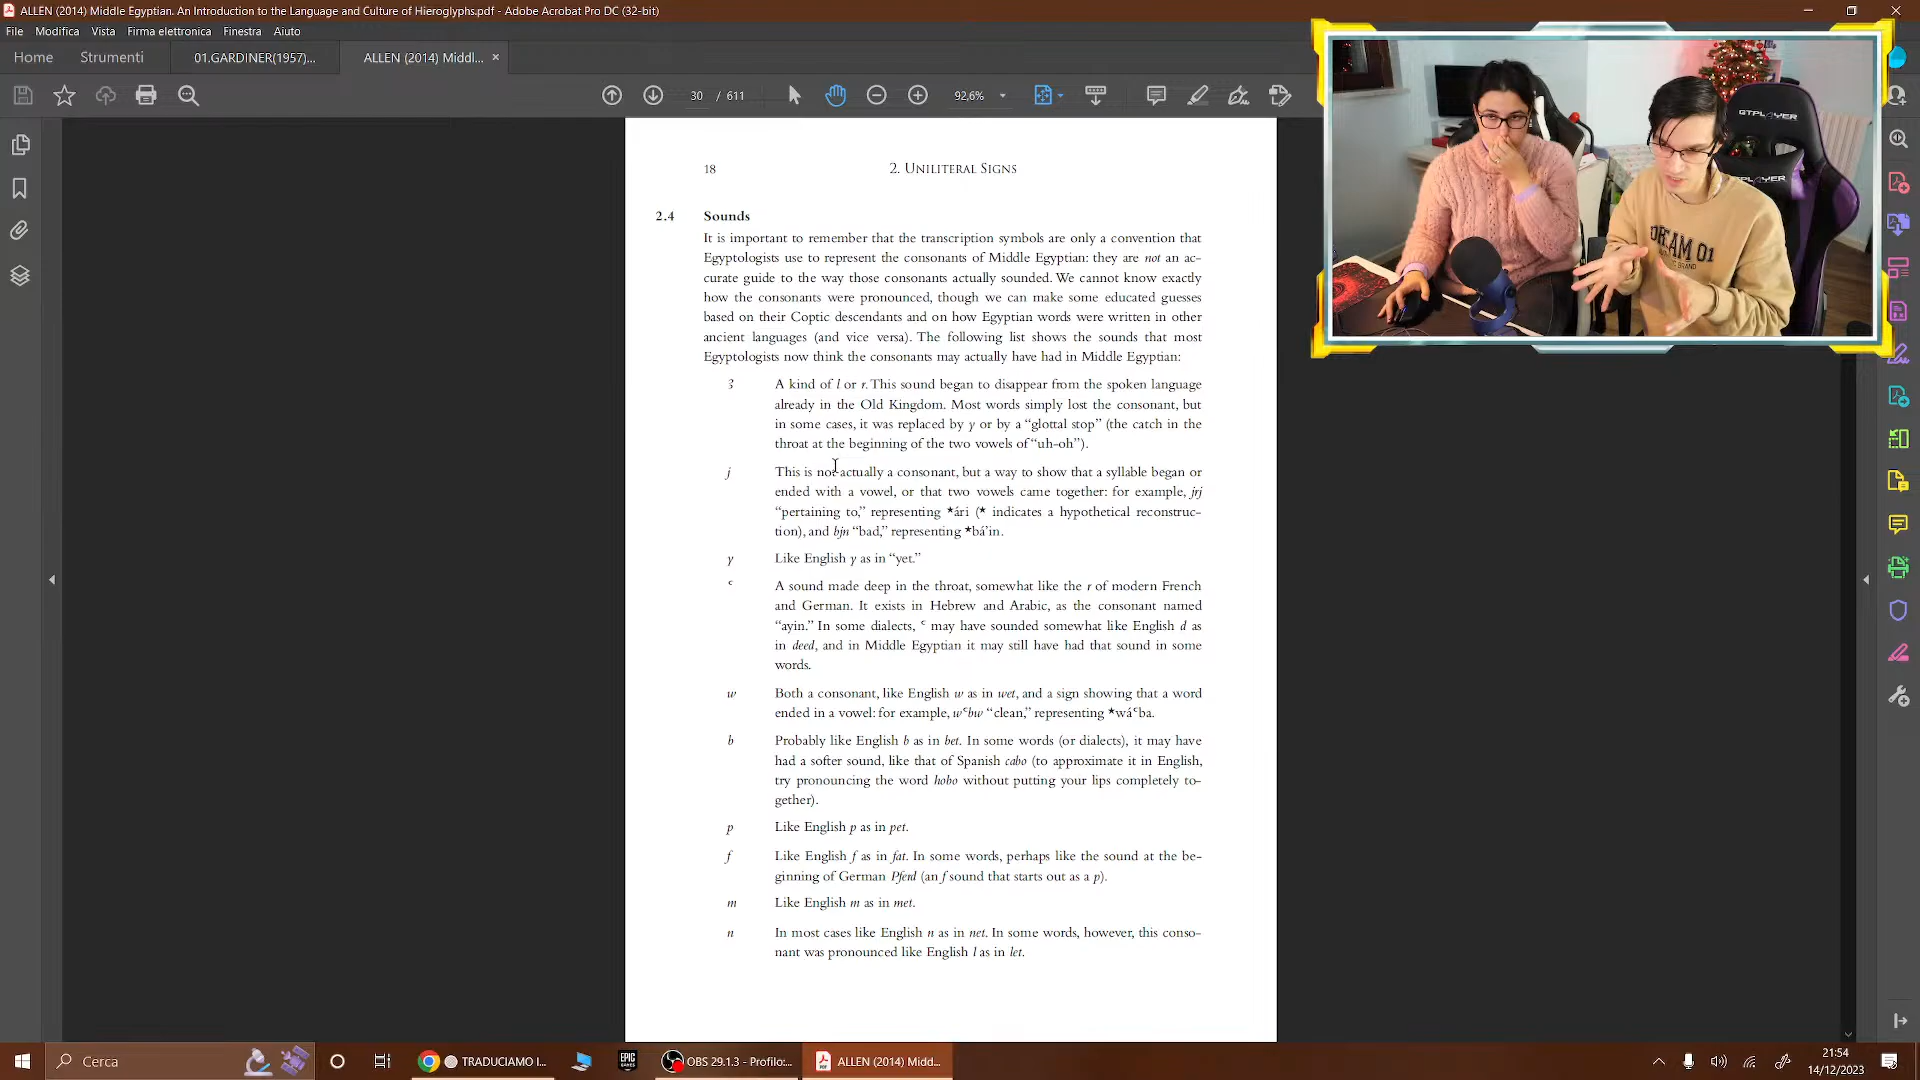 ALLEN (2014) Middle Egyptian. An Introduction to the Language and Culture of Hieroglyphs.pdf - Adobe Acrobat Pro DC (32-bit)
File Modifica Vista Firma elettronica Finestra Aiuto
Home Strumenti 01.GARDINER(1957)... ALLEN (2014) Middl... ×
30 / 611 92,6%
18 2. Uniliteral Signs
2.4 Sounds
It is important to remember that the transcription symbols are only a convention that
Egyptologists use to represent the consonants of Middle Egyptian: they are not an ac-
curate guide to the way those consonants actually sounded. We cannot know exactly
how the consonants were pronounced, though we can make some educated guesses
based on their Coptic descendants and on how Egyptian words were written in other
ancient languages (and vice versa). The following list shows the sounds that most
Egyptologists now think the consonants may actually have had in Middle Egyptian:
ꜣ A kind of l or r. This sound began to disappear from the spoken language
already in the Old Kingdom. Most words simply lost the consonant, but
in some cases, it was replaced by y or by a “glottal stop” (the catch in the
throat at the beginning of the two vowels of “uh-oh”).
j This is not actually a consonant, but a way to show that a syllable began or
ended with a vowel, or that two vowels came together: for example, jrj
“pertaining to,” representing *ári (* indicates a hypothetical reconstruc-
tion), and bjn “bad,” representing *bá’in.
y Like English y as in “yet.”
ꜥ A sound made deep in the throat, somewhat like the r of modern French
and German. It exists in Hebrew and Arabic, as the consonant named
“ayin.” In some dialects, ꜥ may have sounded somewhat like English d as
in deed, and in Middle Egyptian it may still have had that sound in some
words.
w Both a consonant, like English w as in wet, and a sign showing that a word
ended in a vowel: for example, wꜥbw “clean,” representing *wáꜥba.
b Probably like English b as in bet. In some words (or dialects), it may have
had a softer sound, like that of Spanish cabo (to approximate it in English,
try pronouncing the word hobo without putting your lips completely to-
gether).
p Like English p as in pet.
f Like English f as in fat. In some words, perhaps like the sound at the be-
ginning of German Pferd (an f sound that starts out as a p).
m Like English m as in met.
n In most cases like English n as in net. In some words, however, this conso-
nant was pronounced like English l as in let.
GTPLAYER
GTPLAYER
DREAM 01
BRAND
Cerca TRADUCIAMO I... EPIC GAMES OBS 29.1.3 - Profilo:... ALLEN (2014) Midd...
21:54
14/12/2023